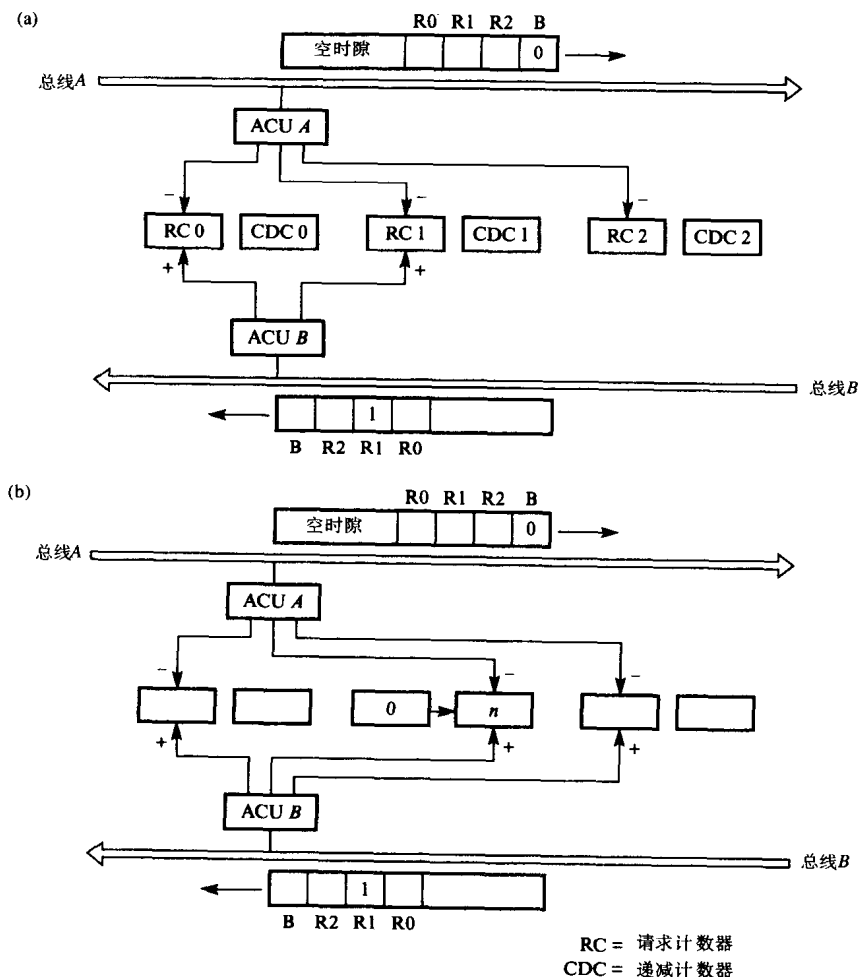 (a)
R0 R1 R2 B
空时隙 0
总线A
ACU A
− − −
RC 0 CDC 0 RC 1 CDC 1 RC 2 CDC 2
+ +
ACU B
总线B
1
B R2 R1 R0
(b)
R0 R1 R2 B
空时隙 0
总线A
ACU A
− − −
0 n
+ + +
ACU B
总线B
1
B R2 R1 R0
RC = 请求计数器
CDC = 递减计数器